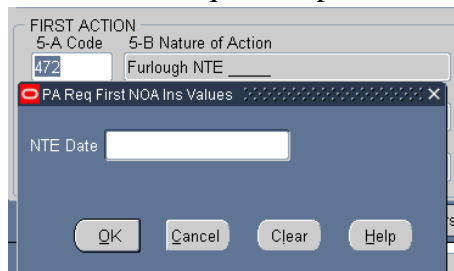 FIRST ACTION
5-A Code 5-B Nature of Action
472 Furlough NTE _____
PA Req First NOA Ins Values
NTE Date
OK Cancel Clear Help